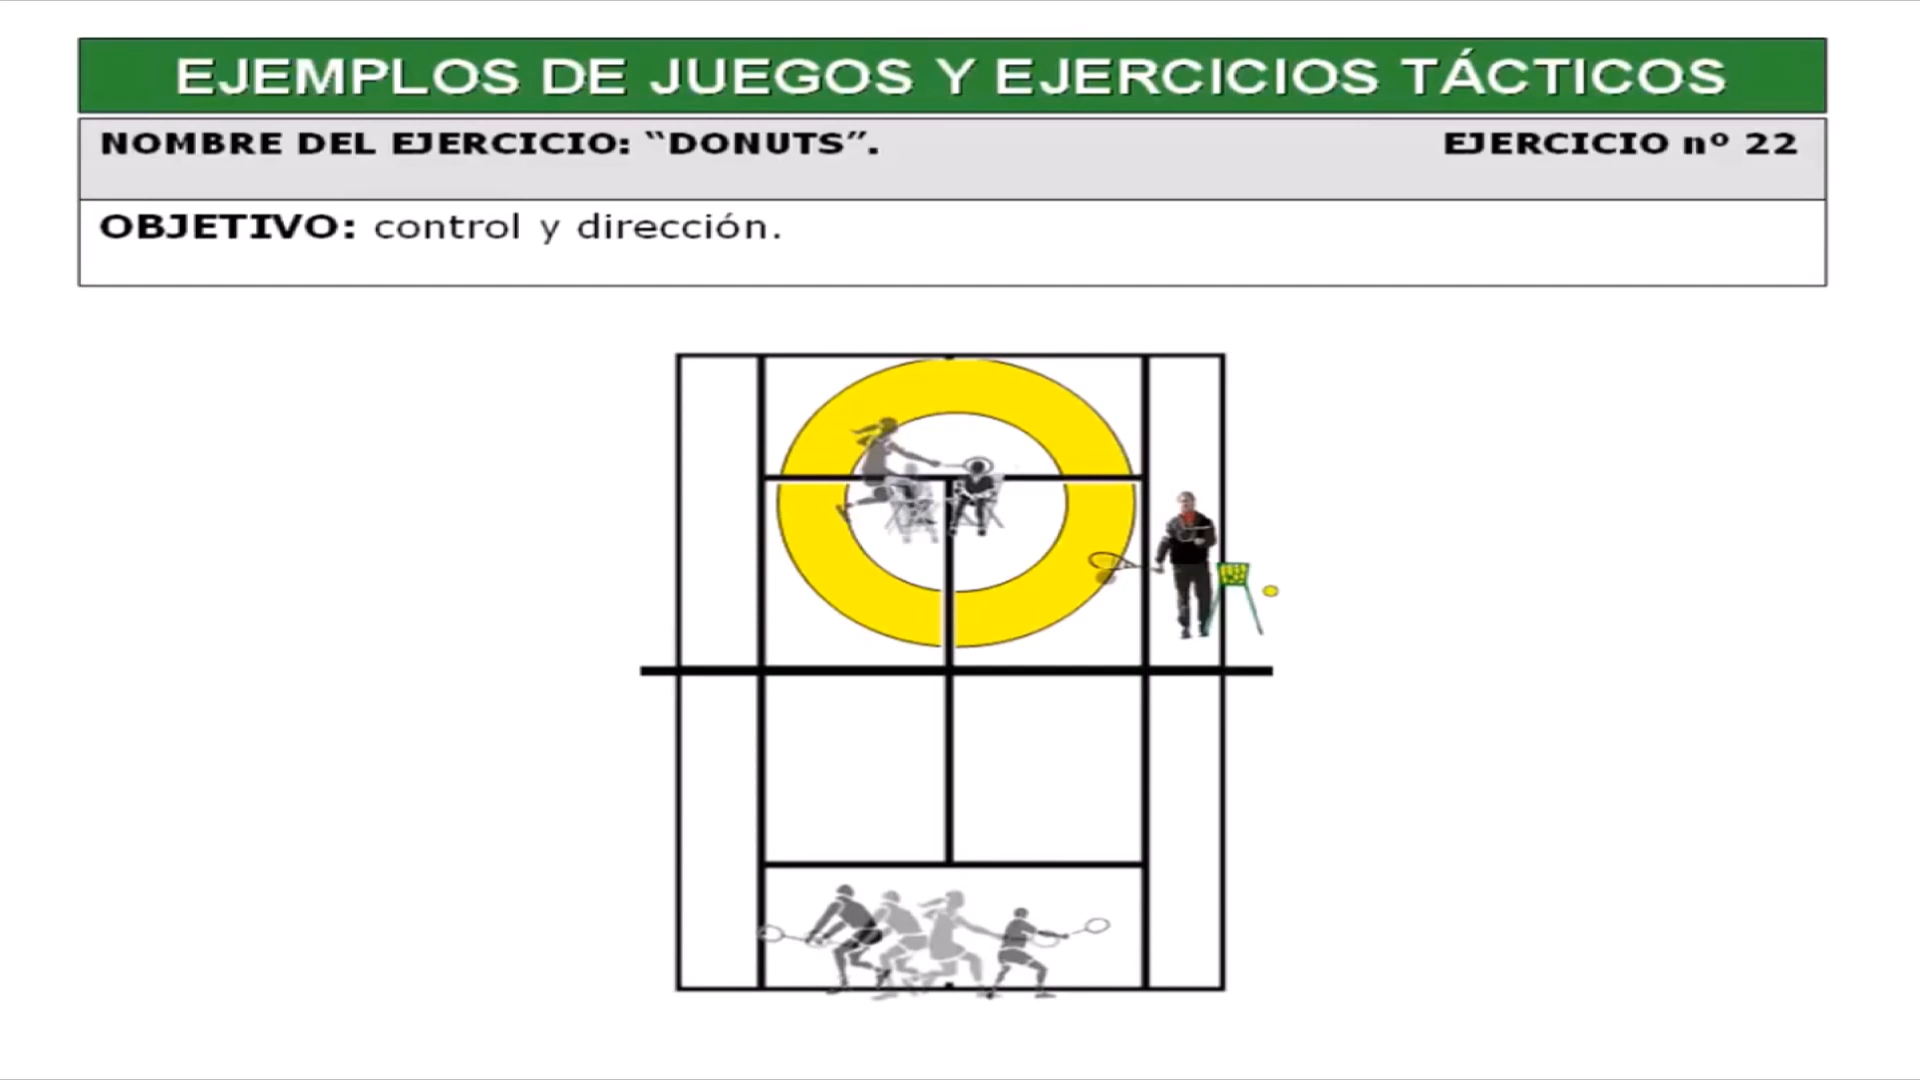 EJEMPLOS DE JUEGOS Y EJERCICIOS TÁCTICOS
NOMBRE DEL EJERCICIO: “DONUTS”. EJERCICIO nº 22
OBJETIVO: control y dirección.